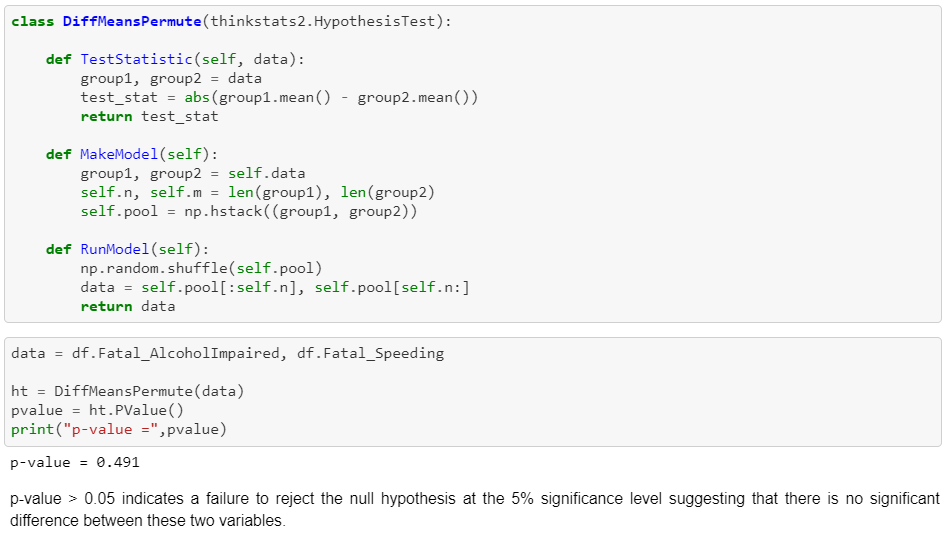 class DiffMeansPermute(thinkstats2.HypothesisTest):
    def TestStatistic(self, data):
        group1, group2 = data
        test_stat = abs(group1.mean() - group2.mean())
        return test_stat
    def MakeModel(self):
        group1, group2 = self.data
        self.n, self.m = len(group1), len(group2)
        self.pool = np.hstack((group1, group2))
    def RunModel(self):
        np.random.shuffle(self.pool)
        data = self.pool[:self.n], self.pool[self.n:]
        return data
data = df.Fatal_AlcoholImpaired, df.Fatal_Speeding
ht = DiffMeansPermute(data)
pvalue = ht.PValue()
print("p-value =",pvalue)
p-value = 0.491
p-value > 0.05 indicates a failure to reject the null hypothesis at the 5% significance level suggesting that there is no significant
difference between these two variables.